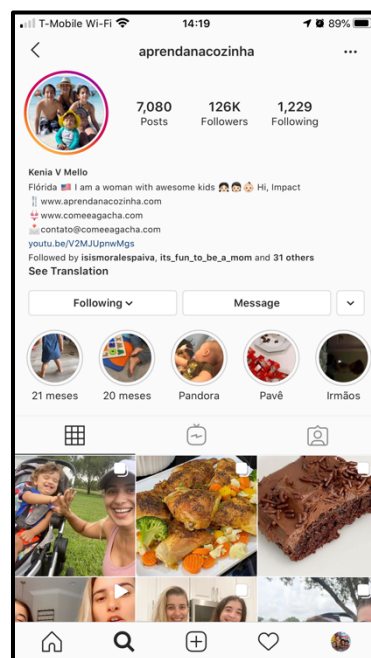 T-Mobile Wi-Fi 14:19 89%
aprendanacozinha
7,080 126K 1,229
Posts Followers Following
Kenia V Mello
Flórida 🇺🇸 I am a woman with awesome kids 👧🏻👦🏻👶🏻 Hi, Impact
🍴 www.aprendanacozinha.com
👙 www.comeeagacha.com
📩 contato@comeeagacha.com
youtu.be/V2MJUpnwMgs
Followed by isismoralespaiva, its_fun_to_be_a_mom and 31 others
See Translation
Following Message
21 meses 20 meses Pandora Pavê Irmãos